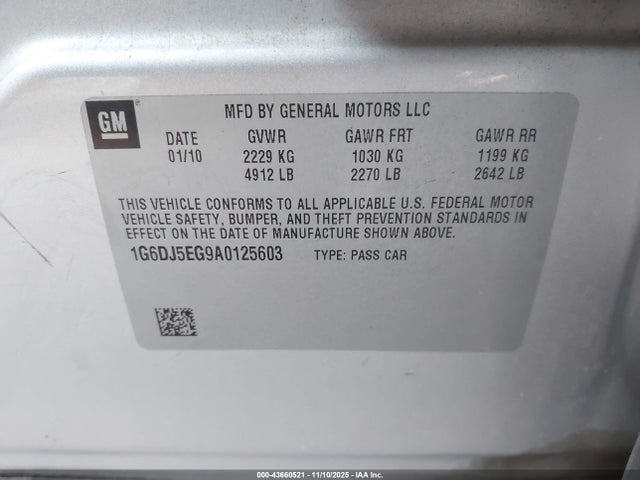 GM
MFD BY GENERAL MOTORS LLC
DATE GVWR GAWR FRT GAWR RR
01/10 2229 KG 1030 KG 1199 KG
4912 LB 2270 LB 2642 LB
THIS VEHICLE CONFORMS TO ALL APPLICABLE U.S. FEDERAL MOTOR
VEHICLE SAFETY, BUMPER, AND THEFT PREVENTION STANDARDS IN
EFFECT ON THE DATE OF MANUFACTURE SHOWN ABOVE.
1G6DJ5EG9A0125603 TYPE: PASS CAR
000-43660521 - 11/10/2025 - IAA Inc.